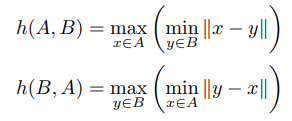 h(A, B) = max_{x∈A} ( min_{y∈B} ‖x − y‖ )
h(B, A) = max_{y∈B} ( min_{x∈A} ‖y − x‖ )